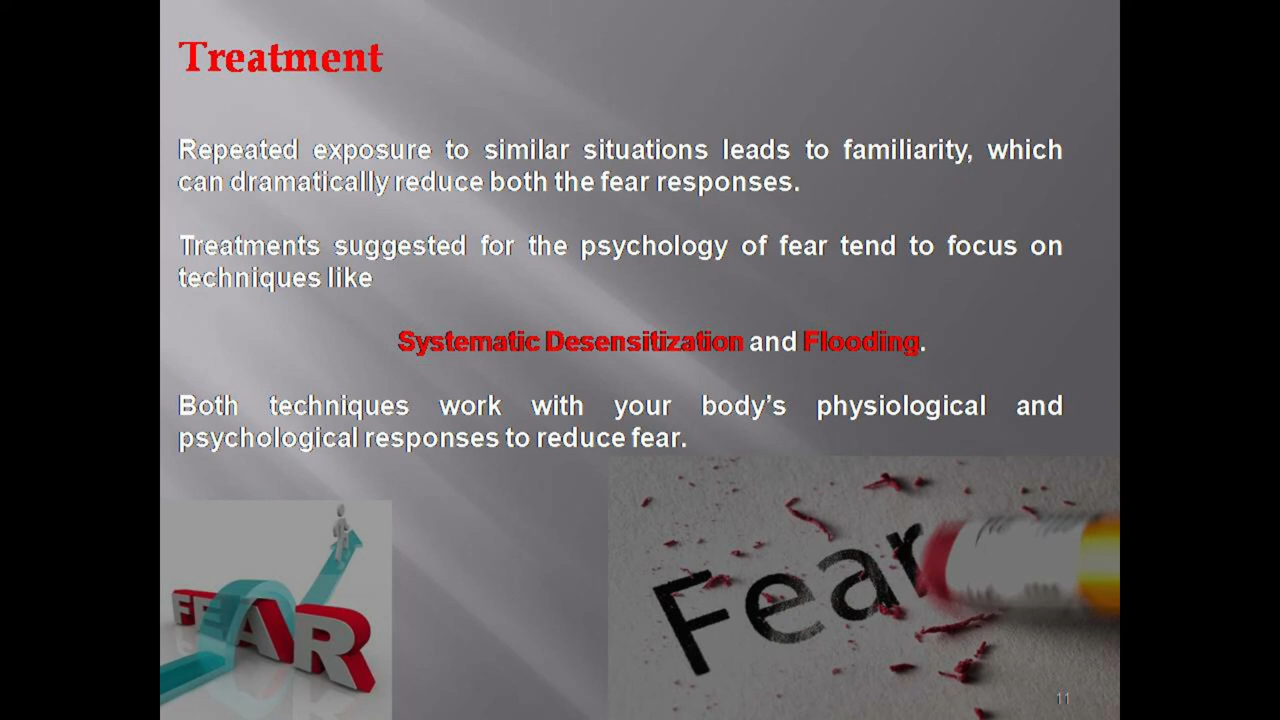 Treatment
Repeated exposure to similar situations leads to familiarity, which
can dramatically reduce both the fear responses.
Treatments suggested for the psychology of fear tend to focus on
techniques like
Systematic Desensitization and Flooding.
Both techniques work with your body's physiological and
psychological responses to reduce fear.
FEAR
Fear
11